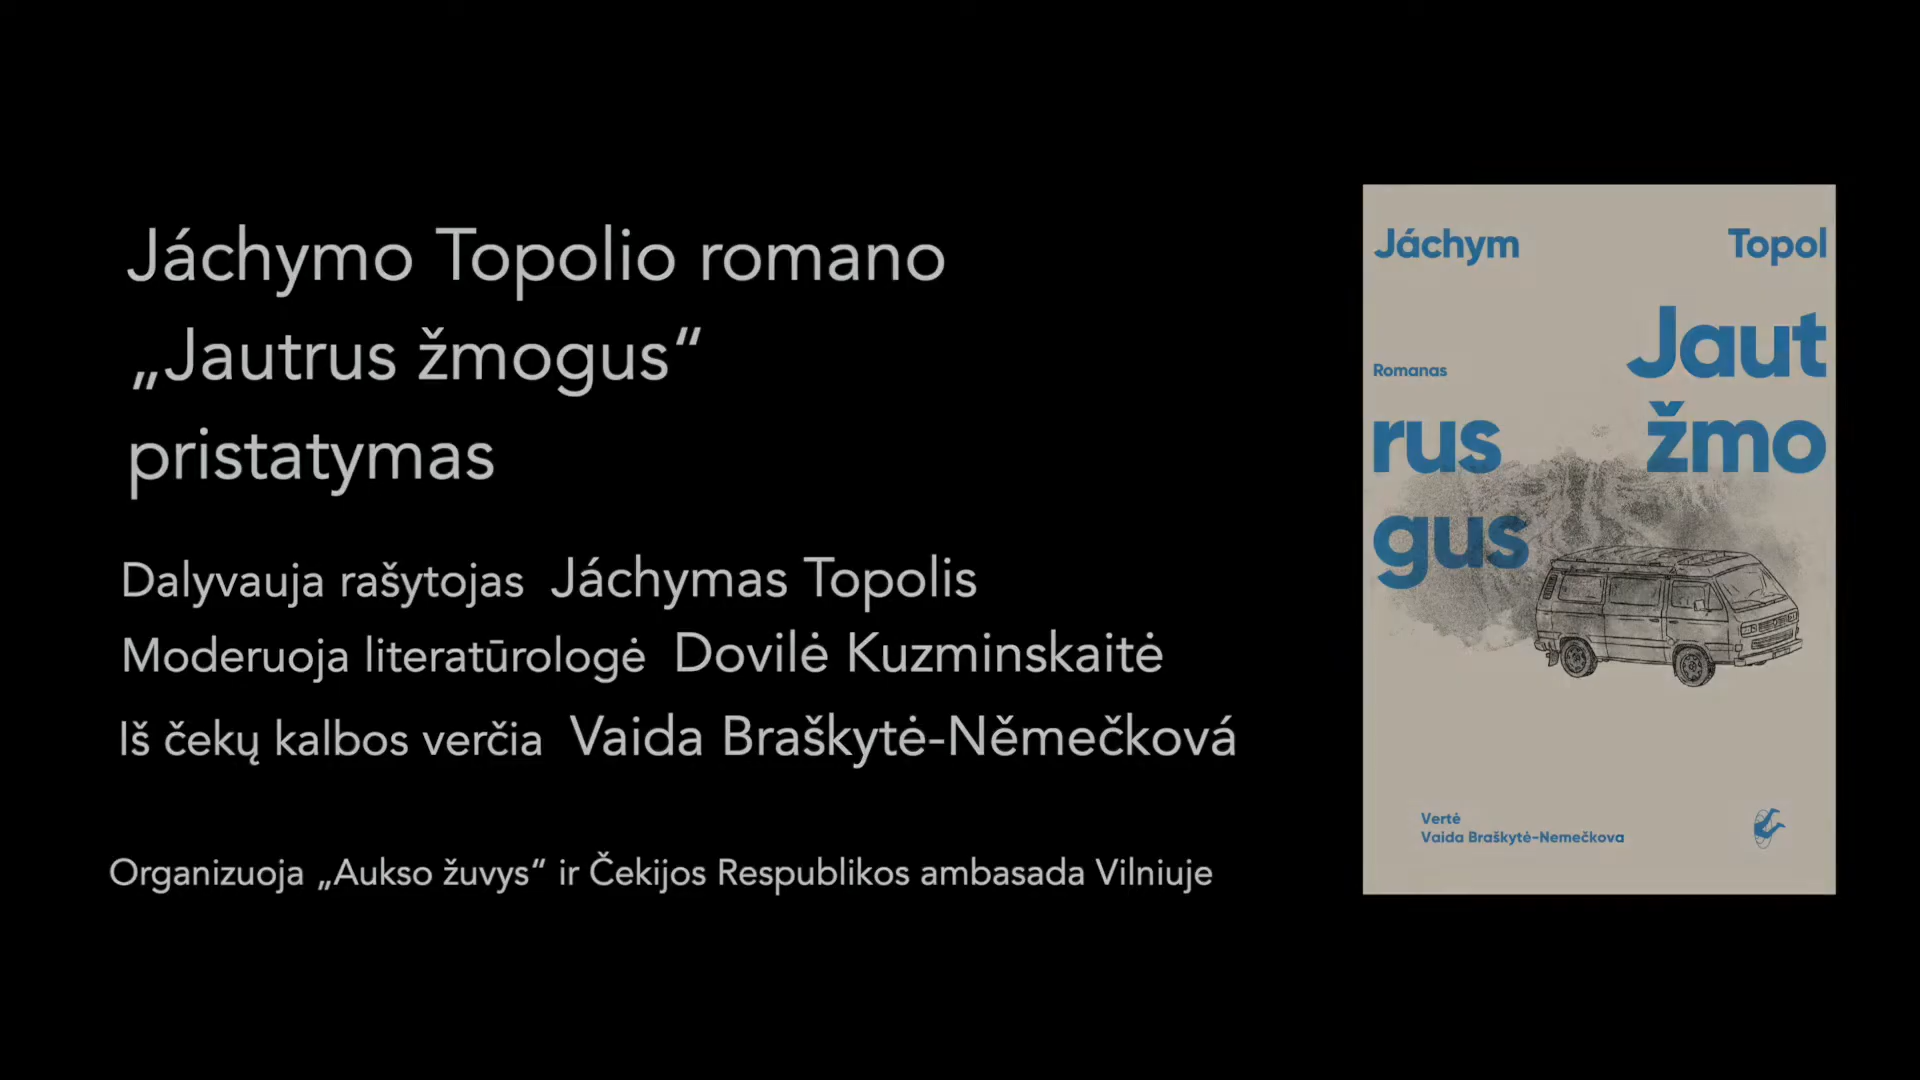 Jáchymo Topolio romano
„Jautrus žmogus“
pristatymas
Dalyvauja rašytojas Jáchymas Topolis
Moderuoja literatūrologė Dovilė Kuzminskaitė
Iš čekų kalbos verčia Vaida Braškytė-Němečková
Organizuoja „Aukso žuvys“ ir Čekijos Respublikos ambasada Vilniuje
Jáchym Topol
Jaut
Romanas
rus žmo
gus
Vertė
Vaida Braškytė-Nemečkova